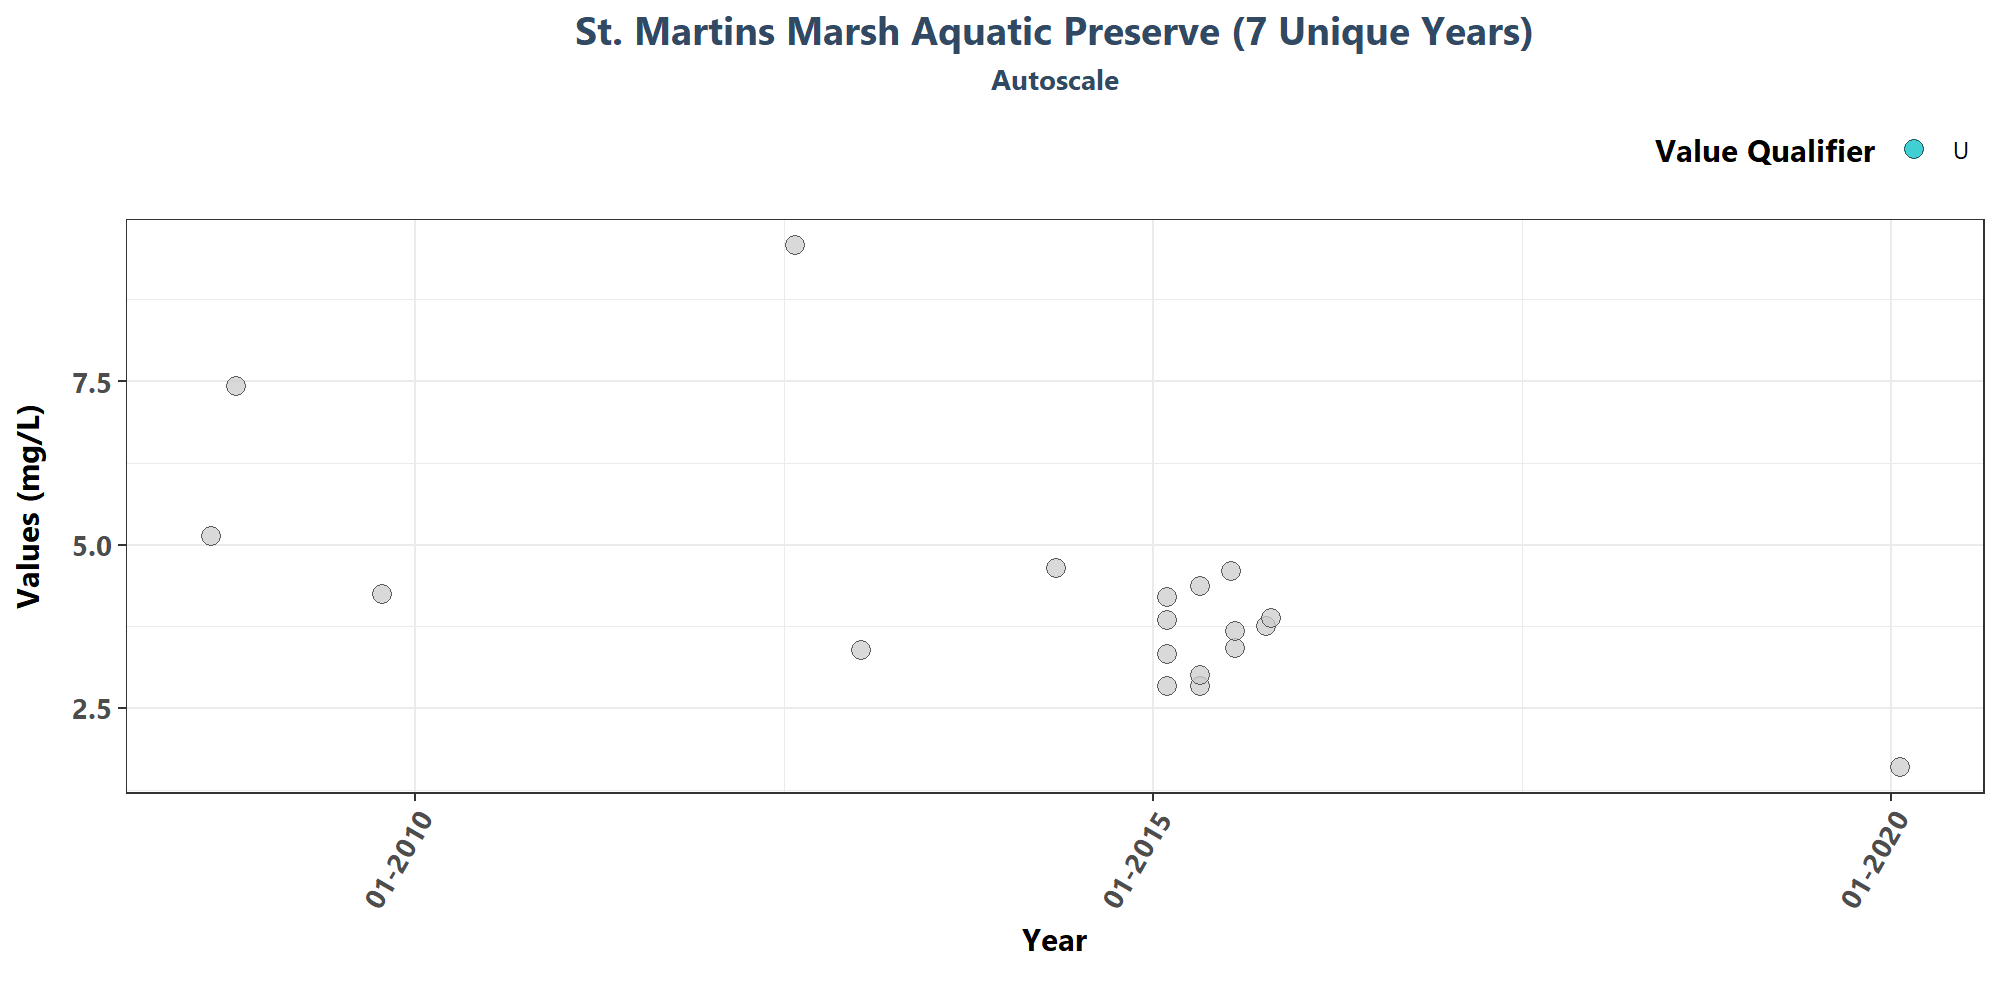 St. Martins Marsh Aquatic Preserve (7 Unique Years)
Autoscale
Value Qualifier U
Values (mg/L)
7.5
5.0
2.5
01-2010
01-2015
01-2020
Year